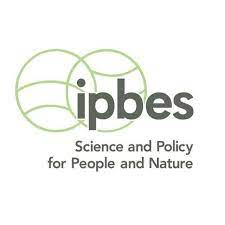 ipbes
Science and Policy
for People and Nature